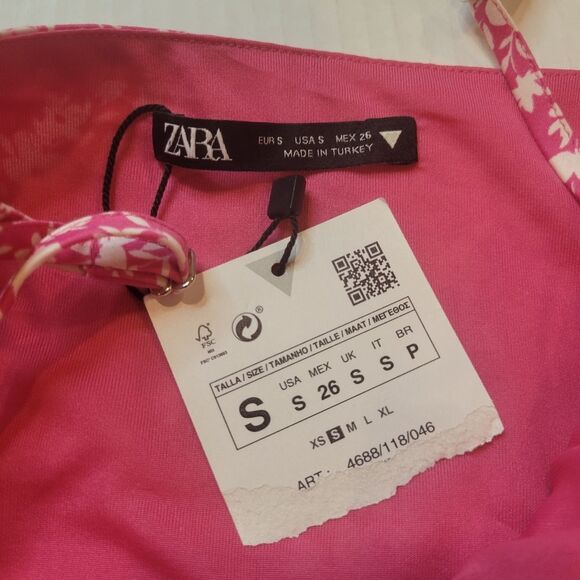 ZARA
EUR S USA S MEX 26
MADE IN TURKEY
FSC
TALLA / SIZE / TAMANHO / TAILLE / MAAT / ΜΕΓΕΘΟΣ
USA MEX UK IT BR
S S 26 S S P
XS S M L XL
4688/118/046